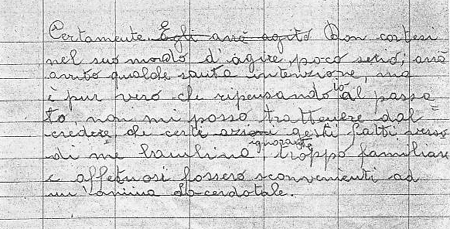 Certamente. Egli avrà agito Don Cortesi
nel suo modo d'agire poco serio, avrà
avuto qualche santa intenzione, ma
è pur vero che ripensando al passa=
to, non mi posso trattenere dal
credere che certi azioni gesti fatti verso
di me bambina ignorante troppo familiari
e affettuosi fossero sconvenienti ad
un'anima Sacerdotale.